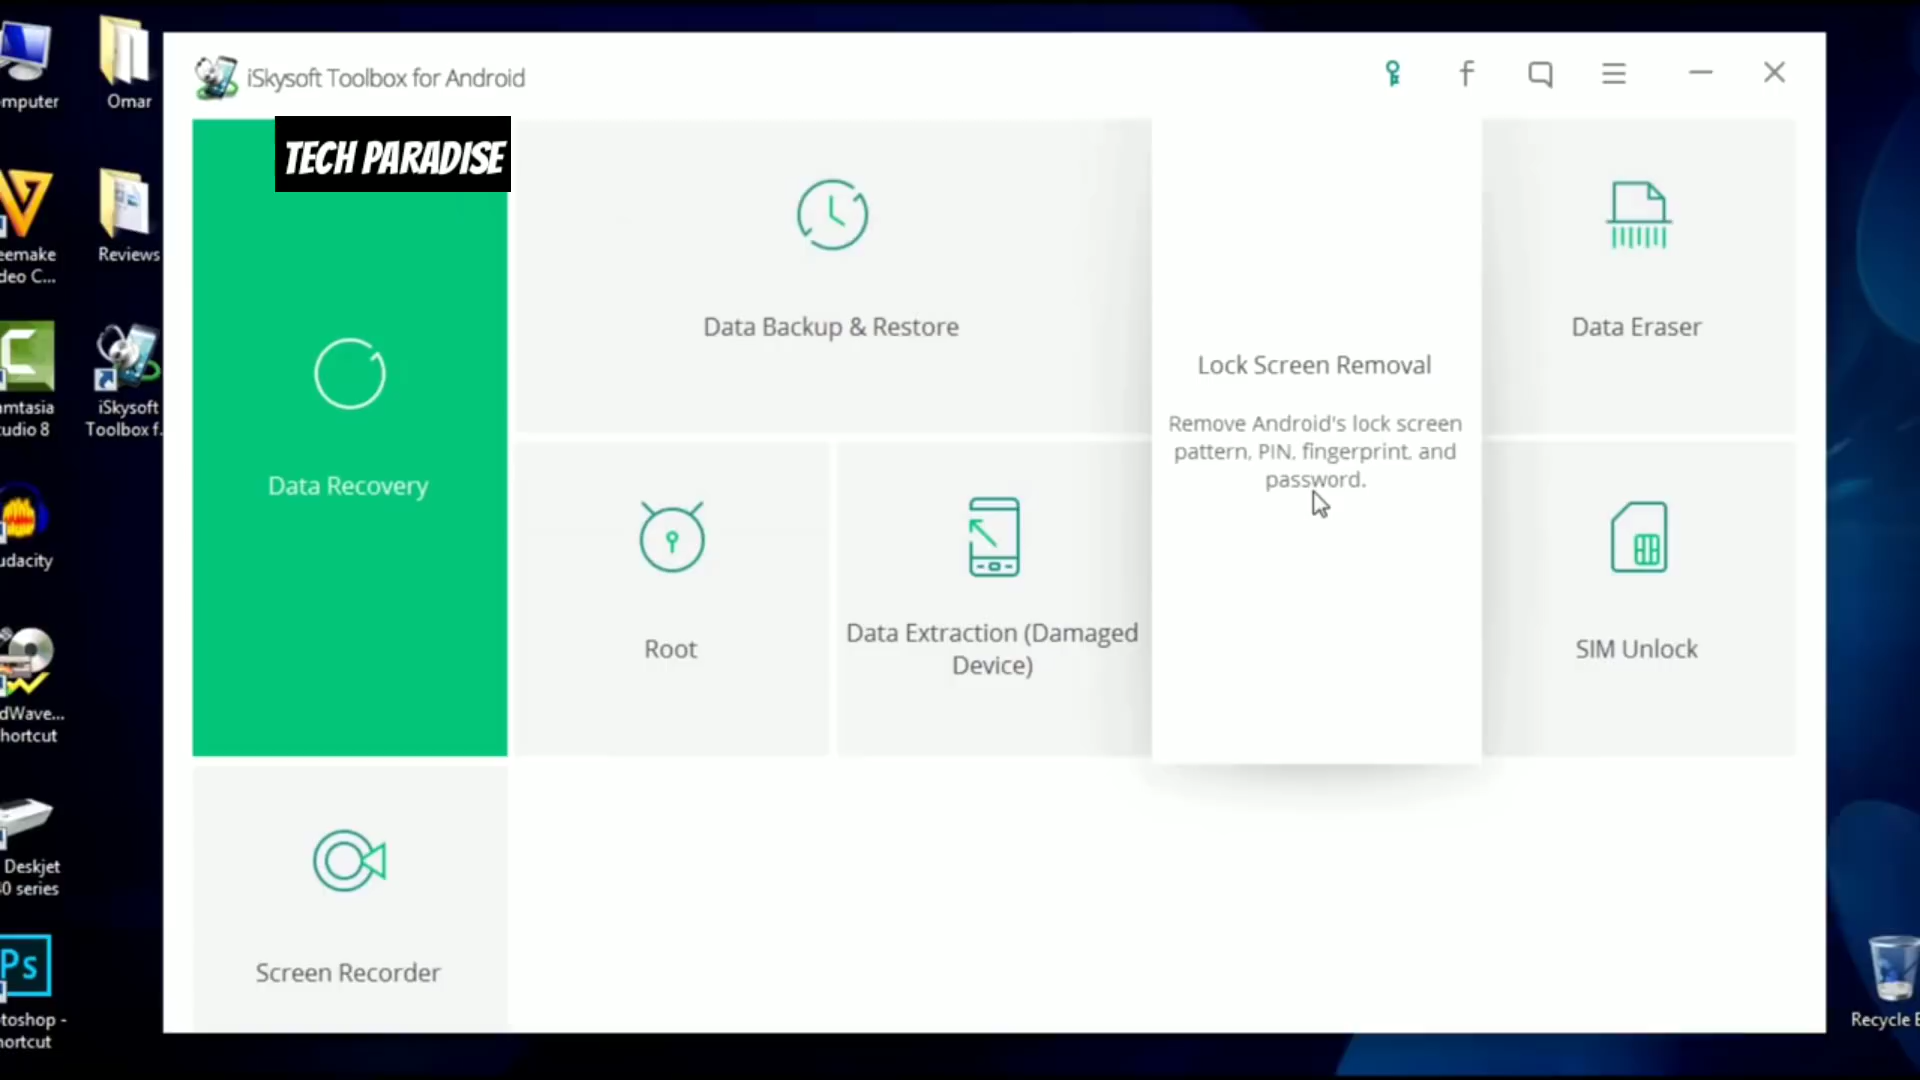 mputer
Omar
eemake
deo C...
Reviews
amtasia
tudio 8
iSkysoft
Toolbox f.
udacity
dWave...
hortcut
Deskjet
0 series
Ps
toshop -
hortcut
iSkysoft Toolbox for Android
f
TECH PARADISE
Data Recovery
Data Backup & Restore
Lock Screen Removal
Remove Android's lock screen
pattern, PIN, fingerprint, and
password.
Data Eraser
Root
Data Extraction (Damaged
Device)
SIM Unlock
Screen Recorder
Recycle B